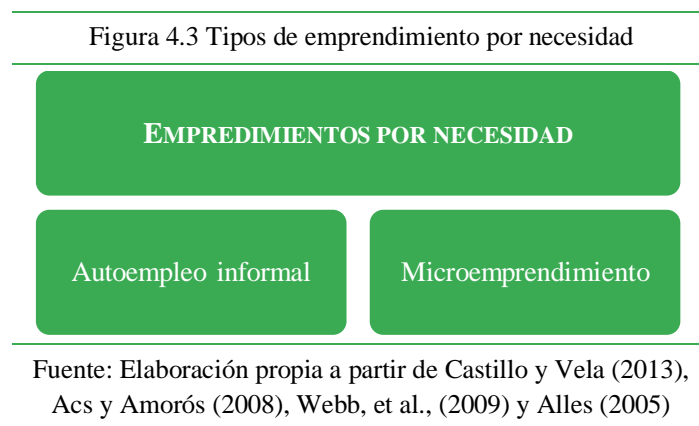 Figura 4.3 Tipos de emprendimiento por necesidad
EMPREDIMIENTOS POR NECESIDAD
Autoempleo informal
Microemprendimiento
Fuente: Elaboración propia a partir de Castillo y Vela (2013),
Acs y Amorós (2008), Webb, et al., (2009) y Alles (2005)